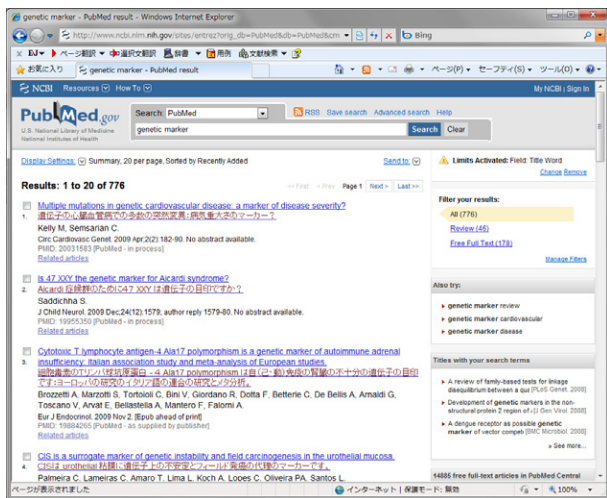 genetic marker - PubMed result - Windows Internet Explorer
http://www.ncbi.nlm.nih.gov/sites/entrez?orig_db=PubMed&db=PubMed&cm
Bing
ページ翻訳 選択文翻訳 辞書 用例 文献検索
お気に入り genetic marker - PubMed result
ページ(P) セーフティ(S) ツール(O)
NCBI Resources How To My NCBI | Sign In
PubMed.gov
U.S. National Library of Medicine
National Institutes of Health
Search: PubMed
RSS Save search Advanced search Help
genetic marker
Search Clear
Display Settings: Summary, 20 per page, Sorted by Recently Added Send to:
Results: 1 to 20 of 776
<< First < Prev Page 1 Next > Last >>
1. Multiple mutations in genetic cardiovascular disease: a marker of disease severity?
遺伝子の心臓血管病での多数の突然変異:病気重大さのマーカー?
Kelly M, Semsarian C.
Circ Cardiovasc Genet. 2009 Apr;2(2):182-90. No abstract available.
PMID: 20031583 [PubMed - in process]
Related articles
2. Is 47 XXY the genetic marker for Aicardi syndrome?
Aicardi 症候群のために47 XXY は遺伝子の目印ですか?
Saddichha S.
J Child Neurol. 2009 Dec;24(12):1579, author reply 1579-80. No abstract available.
PMID: 19955350 [PubMed - in process]
Related articles
3. Cytotoxic T lymphocyte antigen-4 Ala17 polymorphism is a genetic marker of autoimmune adrenal
insufficiency: Italian association study and meta-analysis of European studies.
細胞毒素のTリンパ球抗原蛋白 - 4 Ala17 polymorphism は自(己・動)免疫の腎臓の不十分の遺伝子の目印
です:ヨーロッパの研究のイタリア語の連合の研究とメタ分析。
Brozzetti A, Marzotti S, Tortoioli C, Bini V, Giordano R, Dotta F, Betterle C, De Bellis A, Arnaldi G,
Toscano V, Arvat E, Bellastella A, Mantero F, Falorni A.
Eur J Endocrinol. 2009 Nov 2. [Epub ahead of print]
PMID: 19884265 [PubMed - as supplied by publisher]
Related articles
4. CIS is a surrogate marker of genetic instability and field carcinogenesis in the urothelial mucosa.
CISは urothelial 粘膜に遺伝子上の不安定とフィールド発癌の代理のマーカーです。
Palmeira C, Lameiras C, Amaro T, Lima L, Koch A, Lopes C, Oliveira PA, Santos L.
Limits Activated: Field: Title Word
Change Remove
Filter your results:
All (776)
Review (46)
Free Full Text (178)
Manage Filters
Also try:
genetic marker review
genetic marker cardiovascular
genetic marker disease
Titles with your search terms
A review of family-based tests for linkage
disequilibrium between a qua [PLoS Genet. 2008]
Development of genetic markers in the non-
structural protein 2 region of [J Gen Virol. 2008]
A dengue receptor as possible genetic
marker of vector compet [BMC Microbiol. 2008]
» See more...
14885 free full-text articles in PubMed Central
ページが表示されました
インターネット | 保護モード: 無効
100%